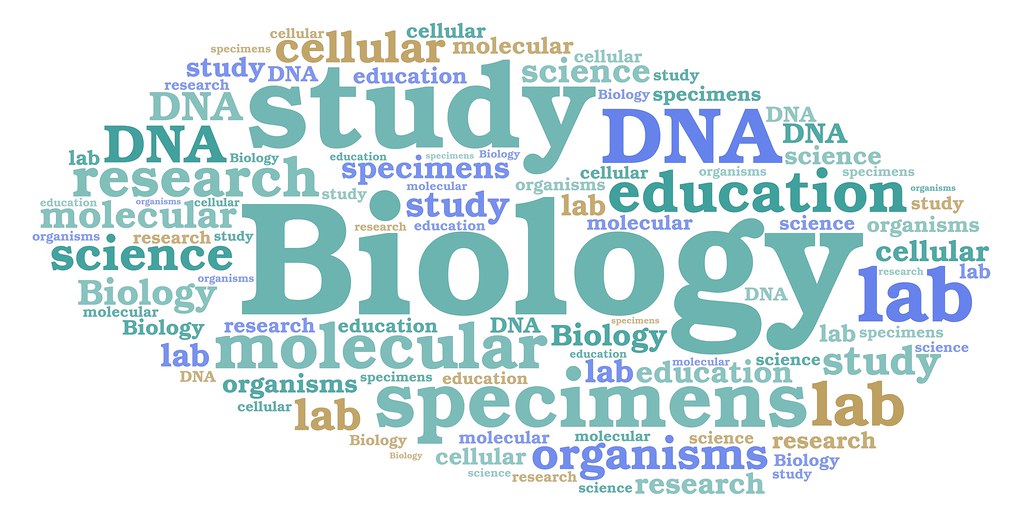 cellular
cellular
specimens
cellular
molecular
cellular
study
DNA
education
science
study
research
study
Biology
specimens
DNA
DNA
DNA
DNA
DNA
lab
Biology
education
specimens
Biology
science
research
specimens
cellular
organisms
specimens
molecular
organisms
education
organisms
study
education
organisms
cellular
study
lab
study
molecular
research
education
molecular
science
organisms
organisms
research
study
Biology
science
cellular
organisms
research
lab
Biology
DNA
lab
molecular
Biology
research
education
DNA
Biology
specimens
lab
specimens
lab
molecular
education
science
study
molecular
science
DNA
organisms
specimens
education
lab
education
cellular
lab
specimens
lab
Biology
molecular
molecular
science
research
Biology
cellular
organisms
Biology
science
research
study
science
research